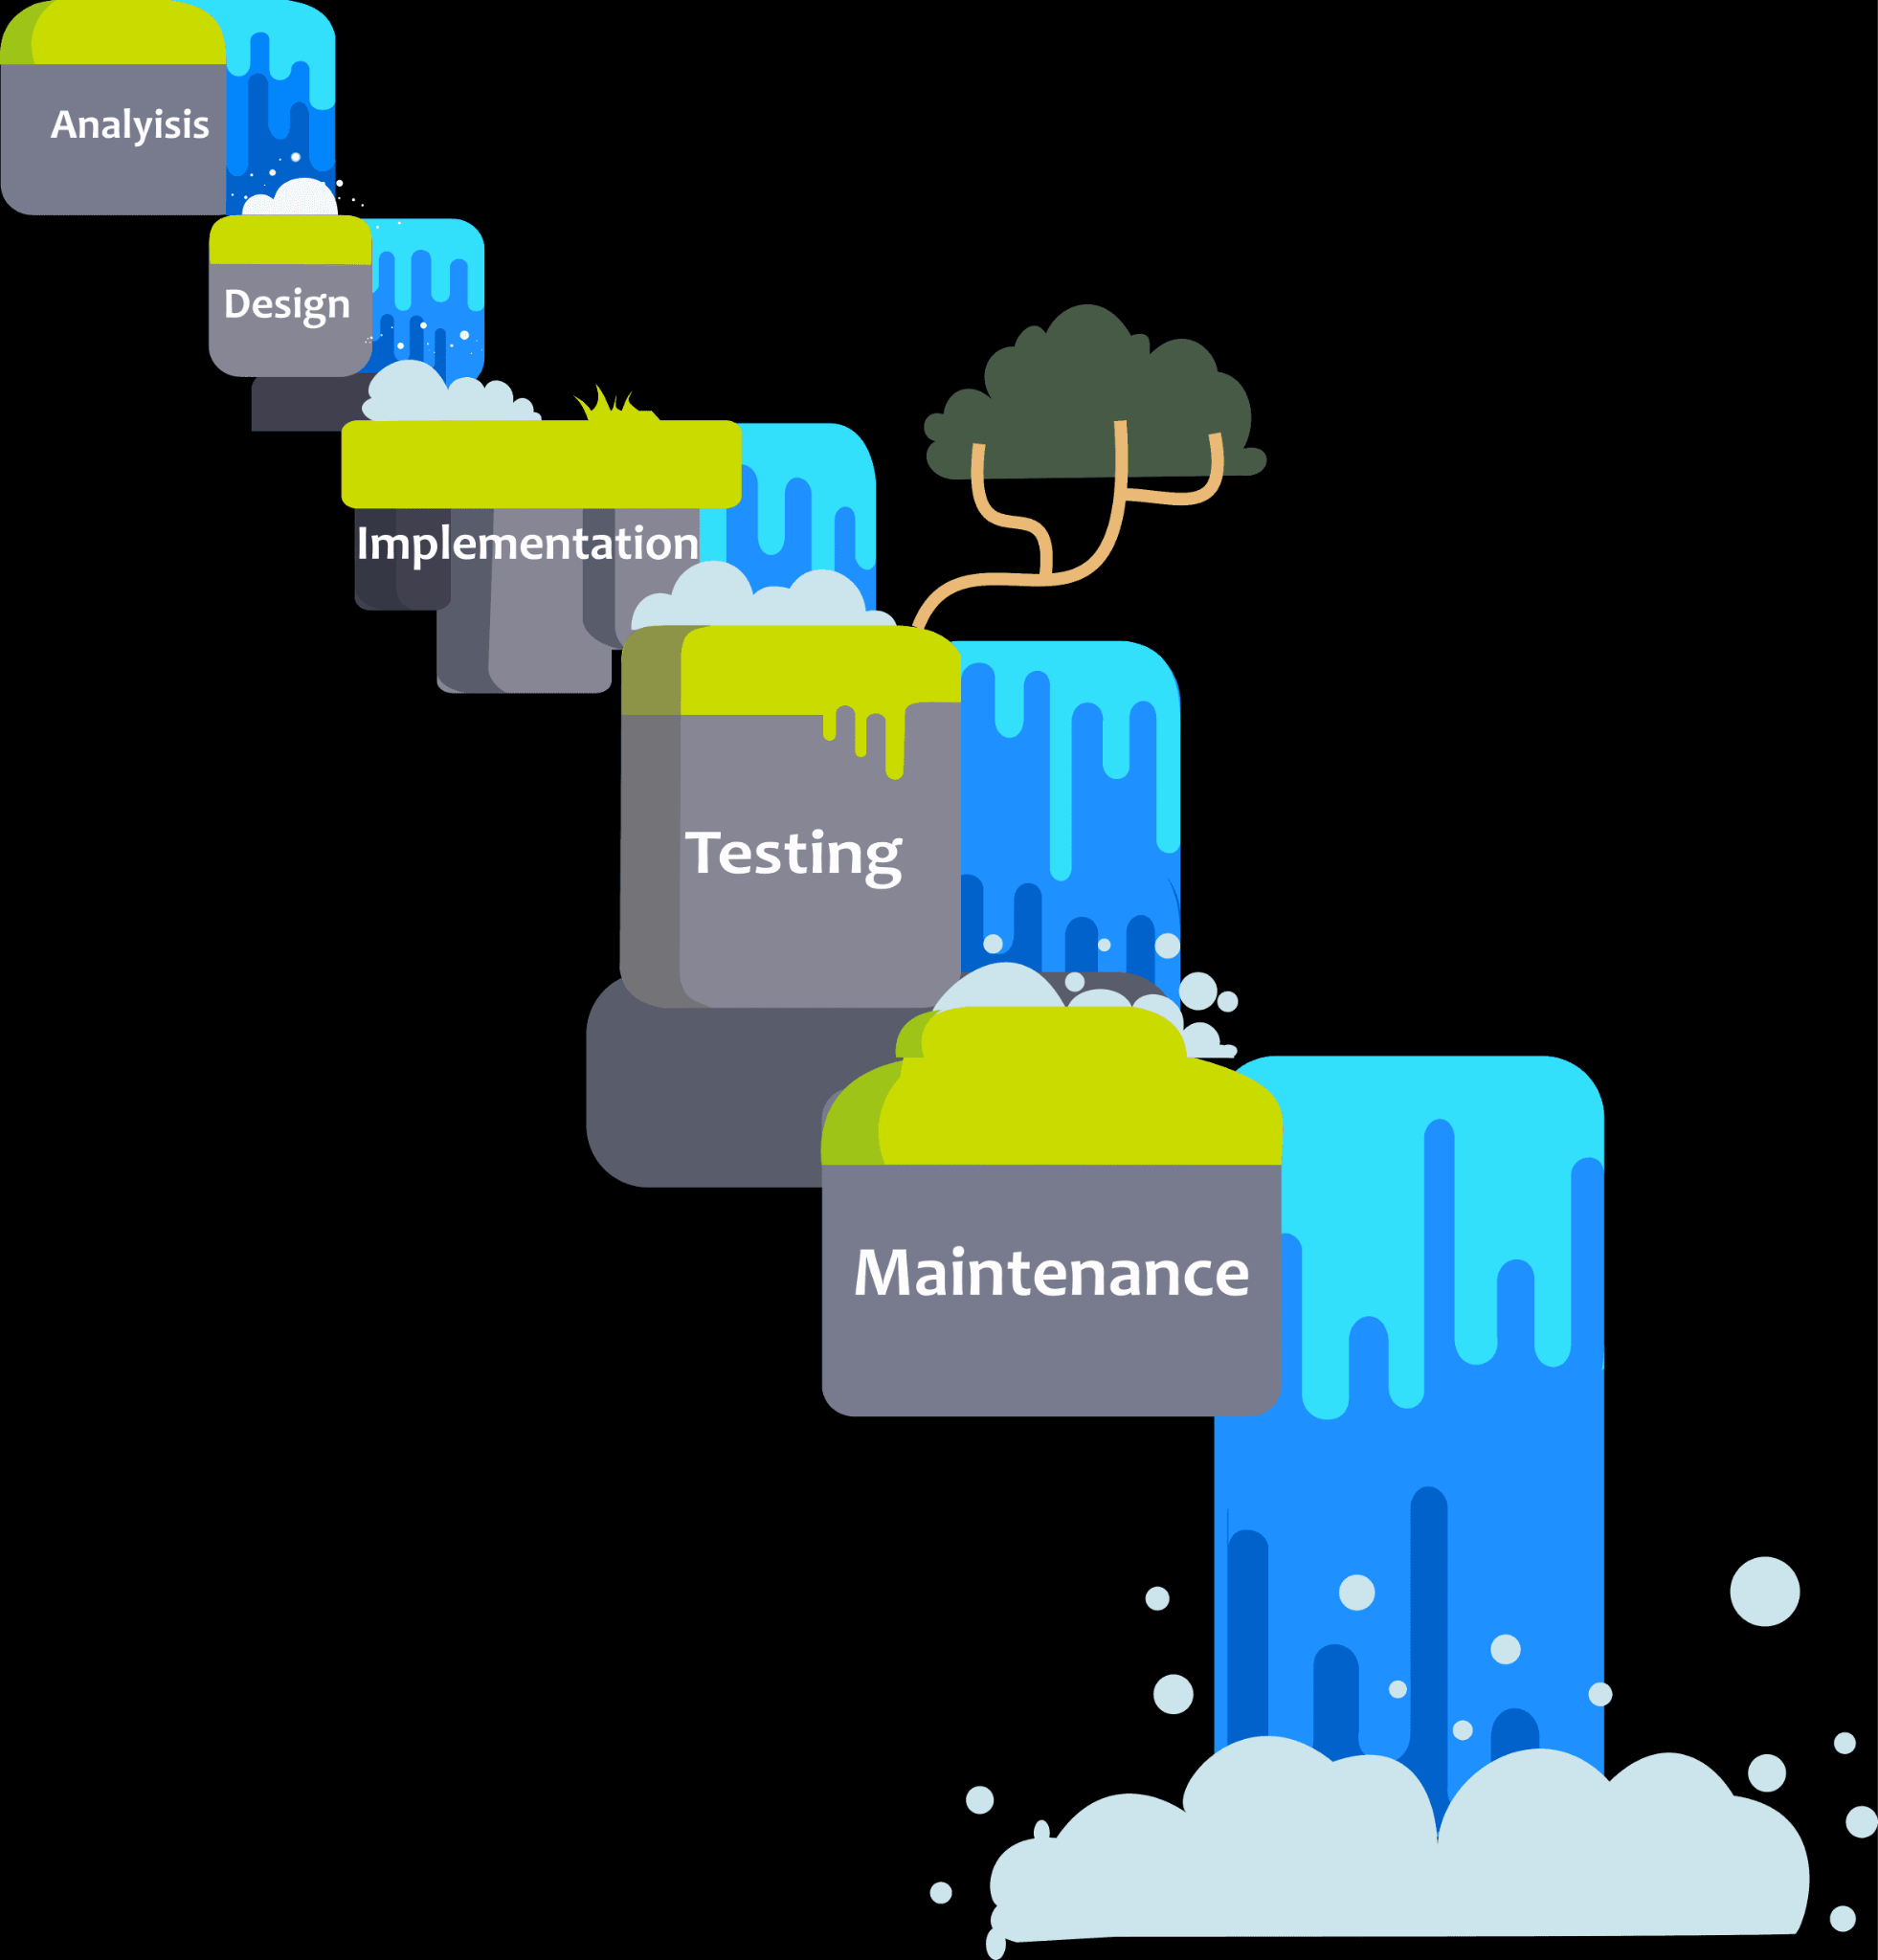 Analyisis
Design
Implementation
Testing
Maintenance